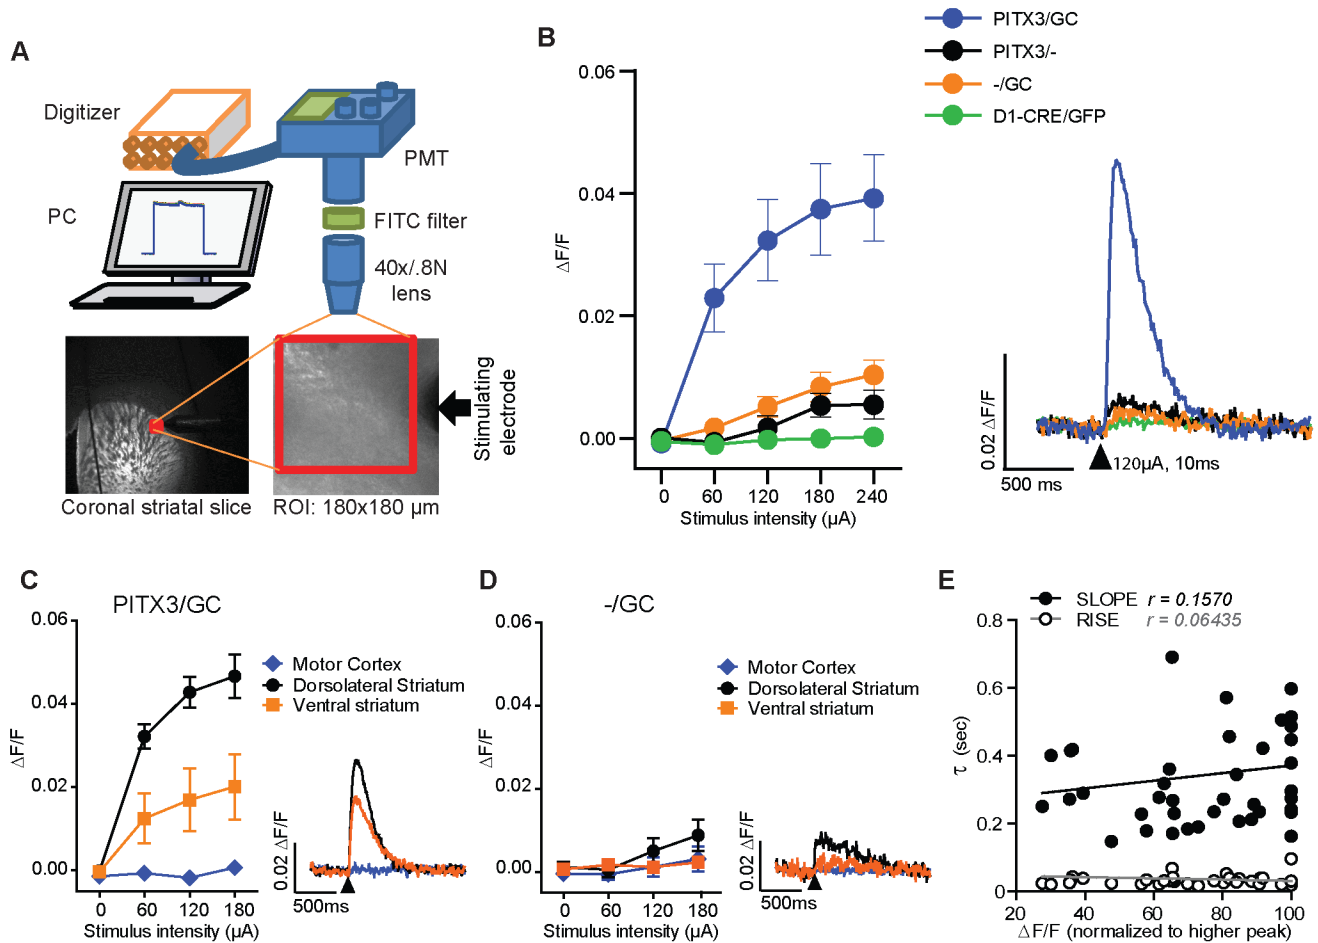 A
Digitizer
PMT
PC
FITC filter
40x/.8N
lens
Stimulating
electrode
Coronal striatal slice
ROI: 180x180 µm
B
PITX3/GC
PITX3/-
-/GC
D1-CRE/GFP
0.06
0.04
0.02
0.00
ΔF/F
0 60 120 180 240
Stimulus intensity (µA)
0.02 ΔF/F
500 ms
120µA, 10ms
C
PITX3/GC
0.06
0.04
0.02
0.00
ΔF/F
0 60 120 180
Stimulus intensity (µA)
Motor Cortex
Dorsolateral Striatum
Ventral striatum
0.02 ΔF/F
500ms
D
-/GC
0.06
0.04
0.02
0.00
ΔF/F
0 60 120 180
Stimulus intensity (µA)
Motor Cortex
Dorsolateral Striatum
Ventral striatum
0.02 ΔF/F
500ms
E
SLOPE r = 0.1570
RISE r = 0.06435
0.8
0.6
0.4
0.2
0
τ (sec)
20 40 60 80 100
ΔF/F (normalized to higher peak)